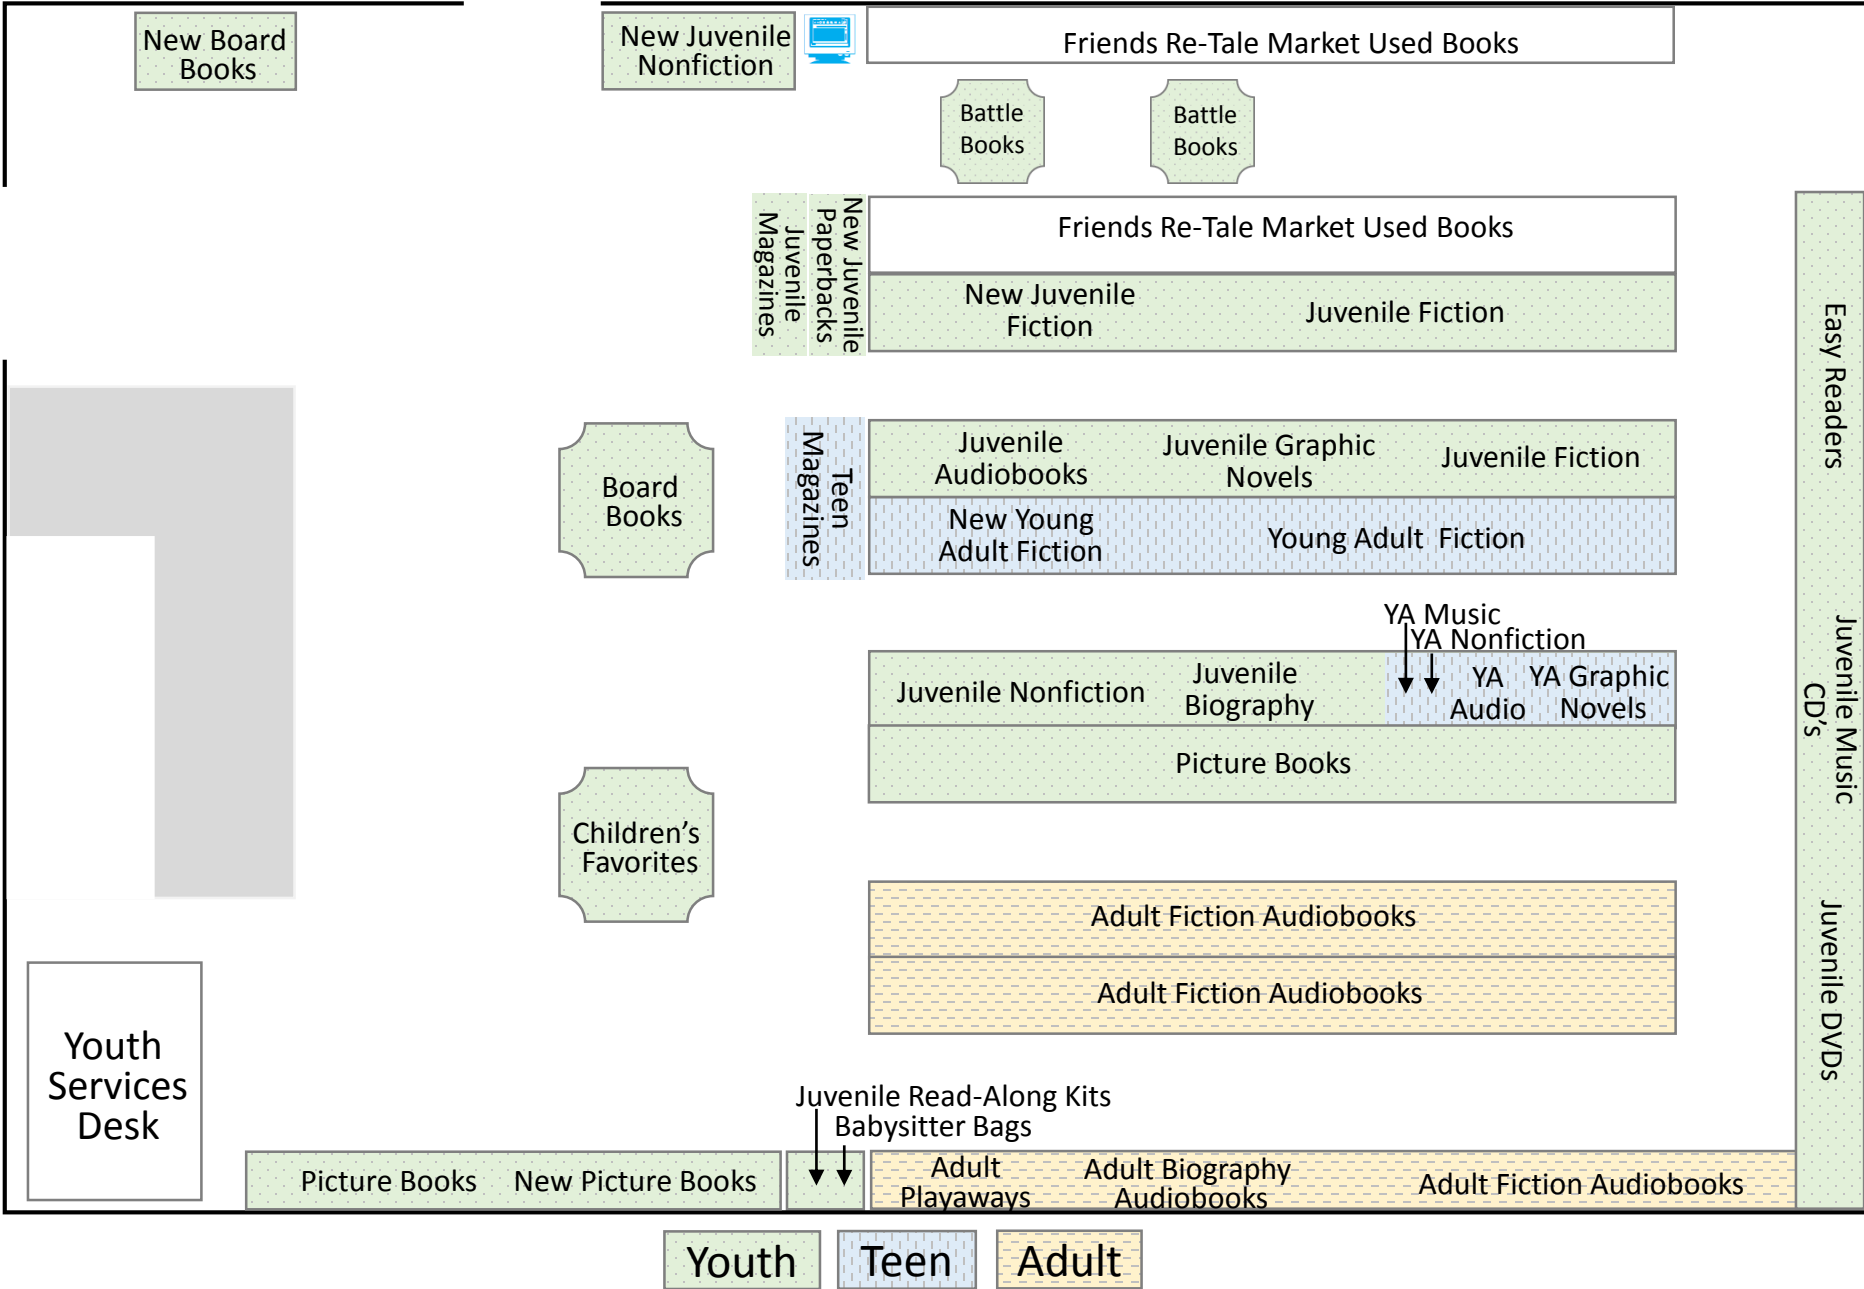 New Board
Books
New Juvenile
Nonfiction
Friends Re-Tale Market Used Books
Battle
Books
Battle
Books
Juvenile
Magazines
New Juvenile
Paperbacks
Friends Re-Tale Market Used Books
New Juvenile
Fiction
Juvenile Fiction
Easy Readers
Board
Books
Teen
Magazines
Juvenile
Audiobooks
Juvenile Graphic
Novels
Juvenile Fiction
New Young
Adult Fiction
Young Adult Fiction
YA Music
YA Nonfiction
Juvenile Nonfiction
Juvenile
Biography
YA
Audio
YA Graphic
Novels
Picture Books
Juvenile Music
CD's
Children's
Favorites
Adult Fiction Audiobooks
Adult Fiction Audiobooks
Juvenile DVDs
Youth
Services
Desk
Juvenile Read-Along Kits
Babysitter Bags
Picture Books
New Picture Books
Adult
Playaways
Adult Biography
Audiobooks
Adult Fiction Audiobooks
Youth
Teen
Adult